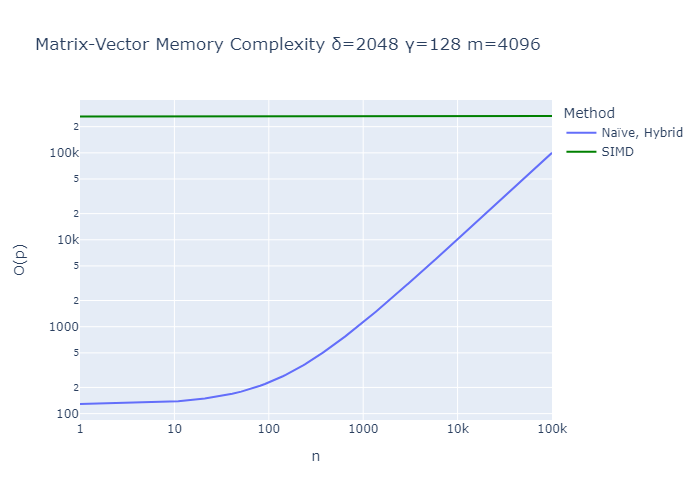 Matrix-Vector Memory Complexity δ=2048 γ=128 m=4096
Method
Naïve, Hybrid
SIMD
O(p)
2
100k
5
2
10k
5
2
1000
5
2
100
1 10 100 1000 10k 100k
n